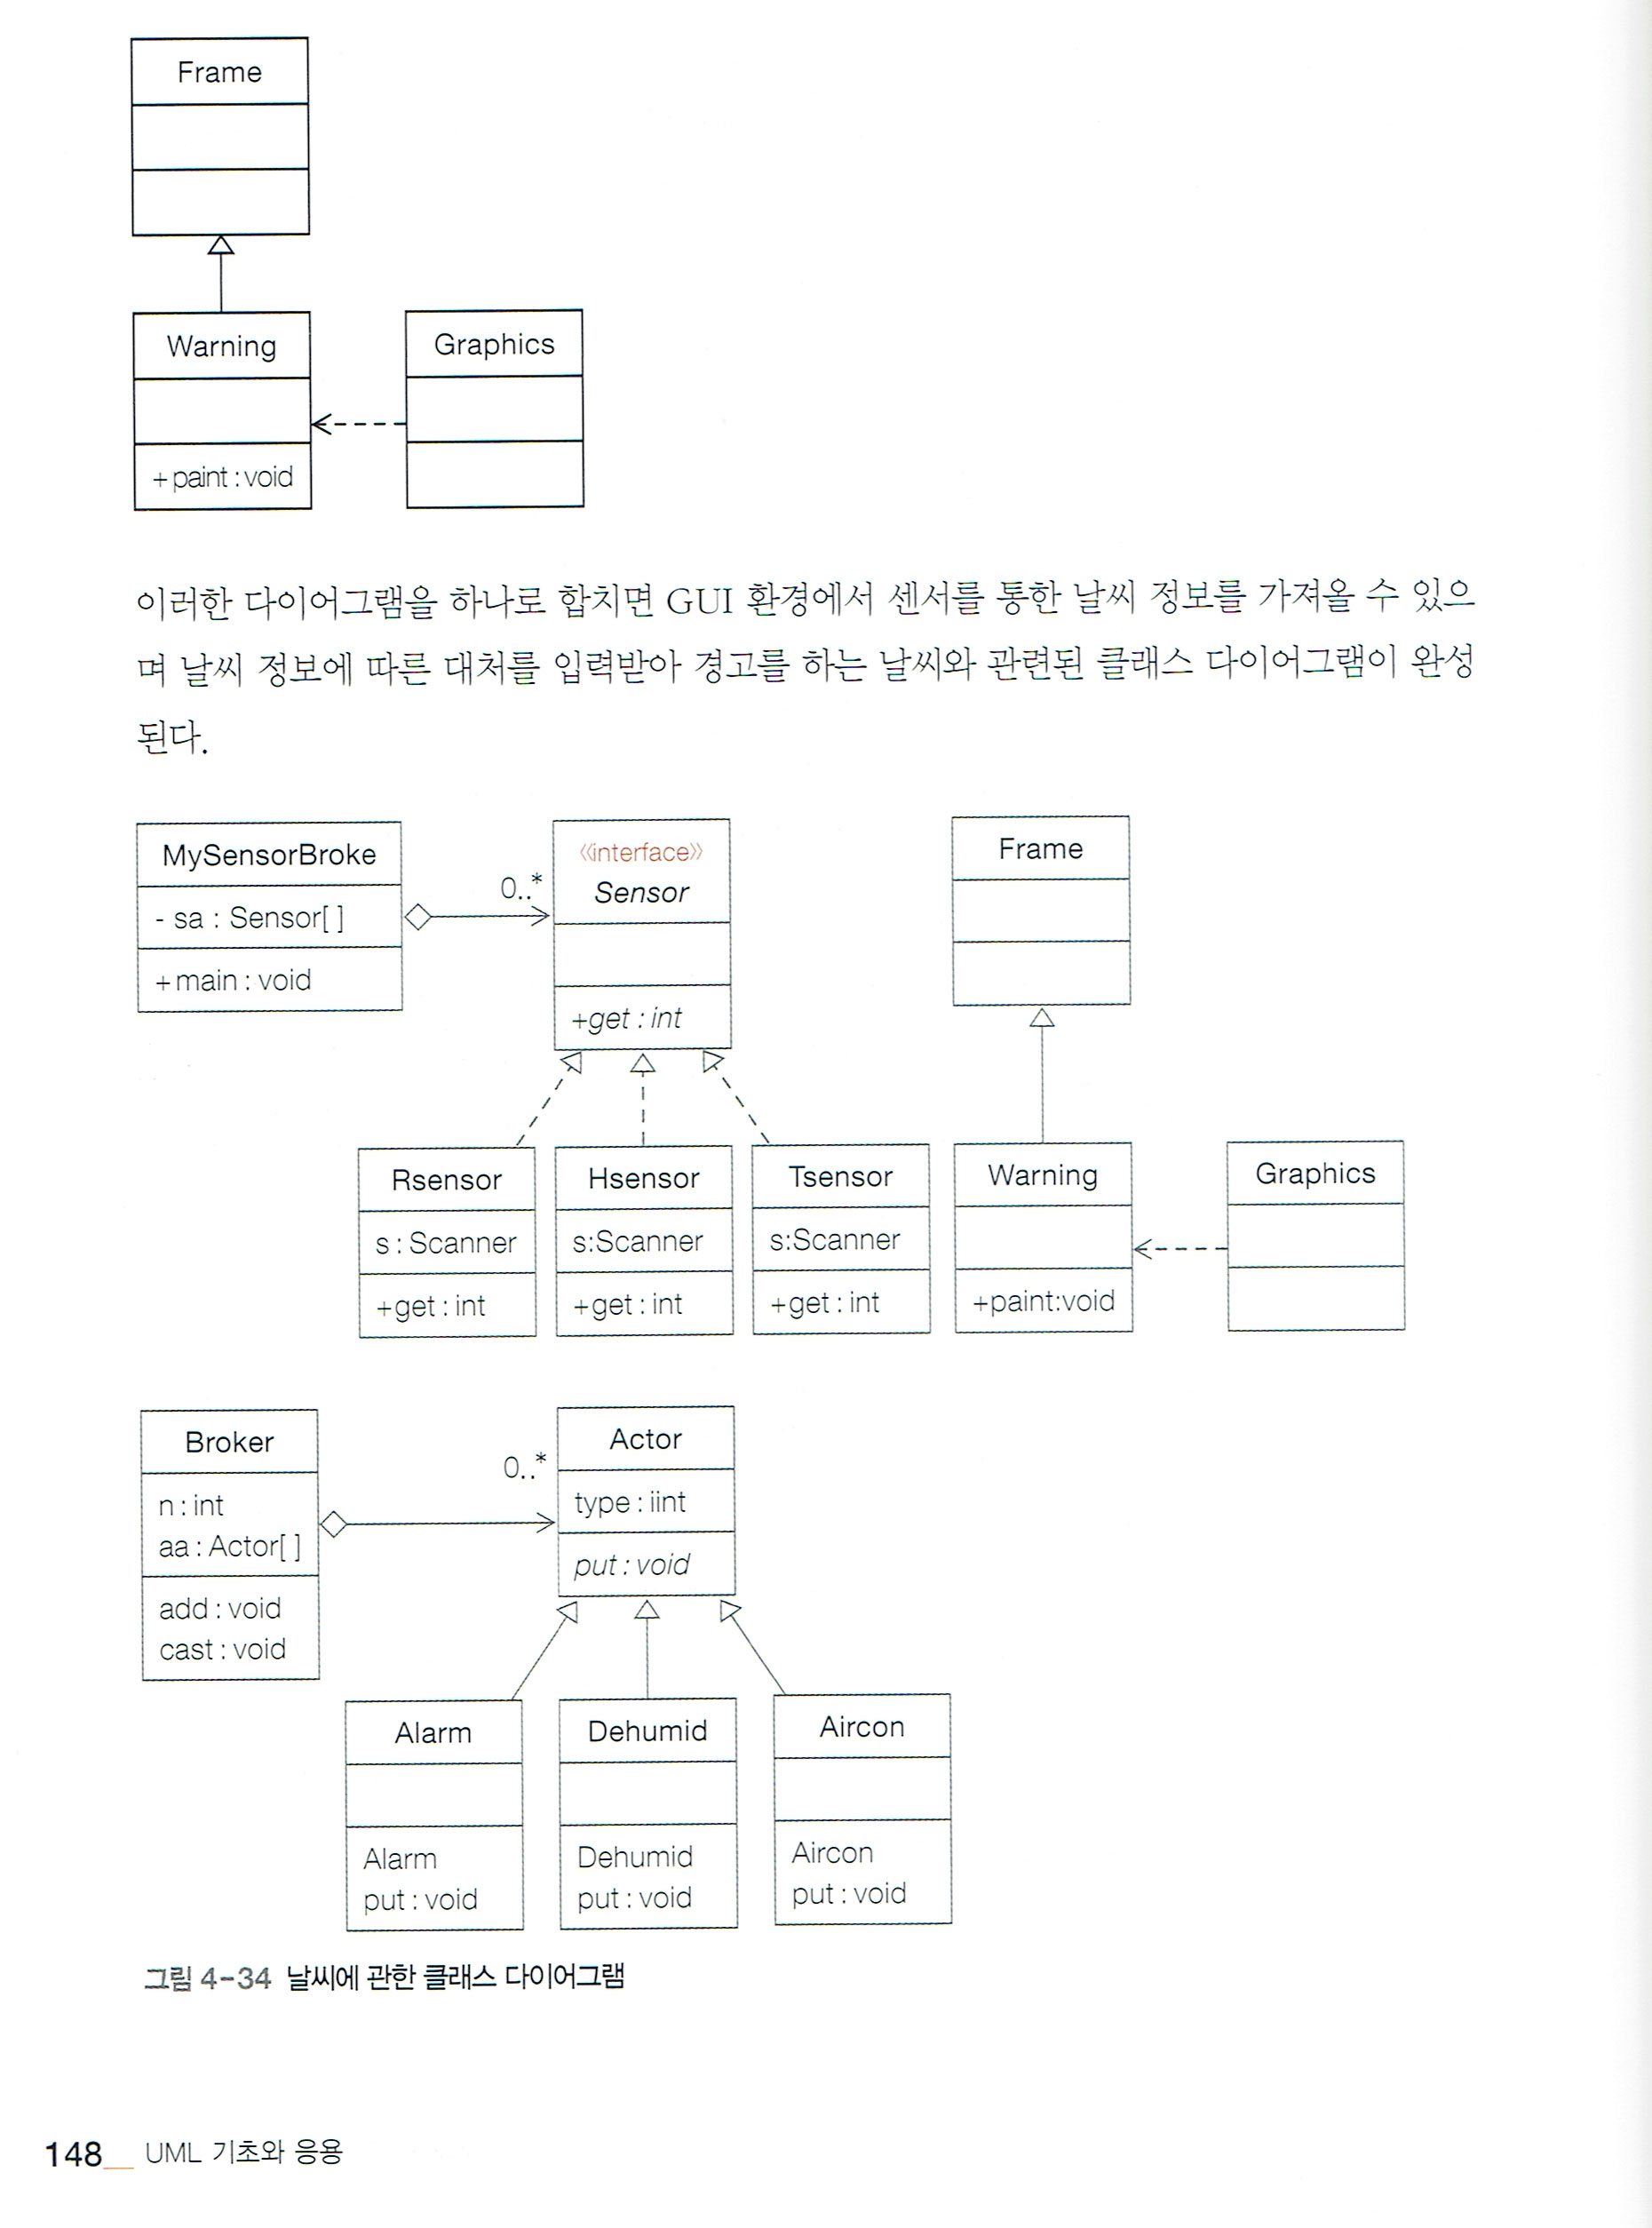 Frame
Warning
Graphics
+ paint : void
이러한 다이어그램을 하나로 합치면 GUI 환경에서 센서를 통한 날씨 정보를 가져올 수 있으
며 날씨 정보에 따른 대처를 입력받아 경고를 하는 날씨와 관련된 클래스 다이어그램이 완성
된다.
MySensorBroke
- sa : Sensor[ ]
+ main : void
0..*
《interface》
Sensor
+get : int
Frame
Rsensor
s : Scanner
+get : int
Hsensor
s:Scanner
+get : int
Tsensor
s:Scanner
+get : int
Warning
+paint:void
Graphics
Broker
n : int
aa : Actor[ ]
add : void
cast : void
0..*
Actor
type : iint
put : void
Alarm
Alarm
put : void
Dehumid
Dehumid
put : void
Aircon
Aircon
put : void
그림 4-34 날씨에 관한 클래스 다이어그램
148_ UML 기초와 응용